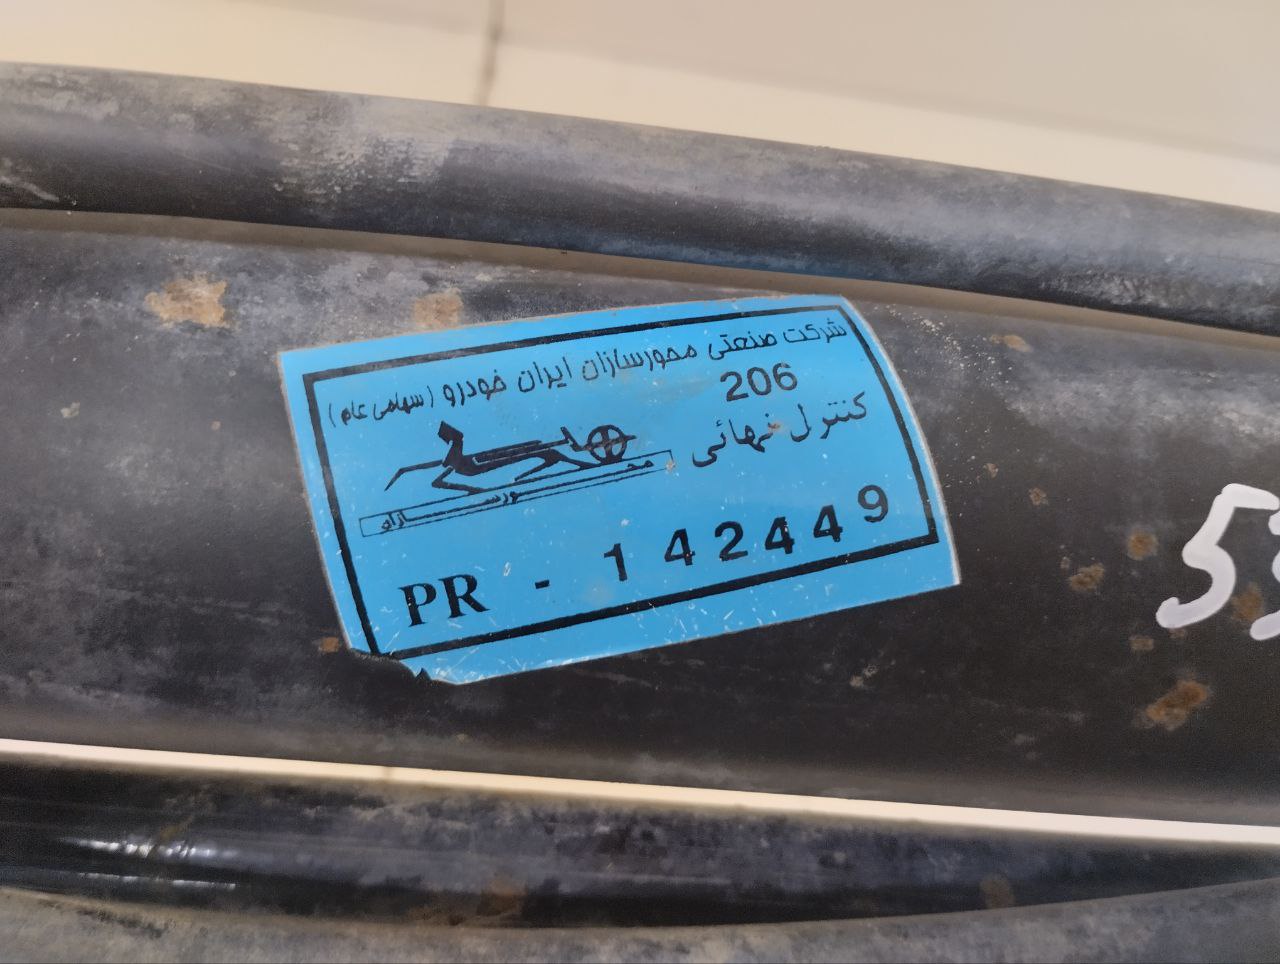 شرکت صنعتی محورسازان ایران خودرو (سهامی عام)
206
کنترل نهائی
محورسازان
PR - 142449